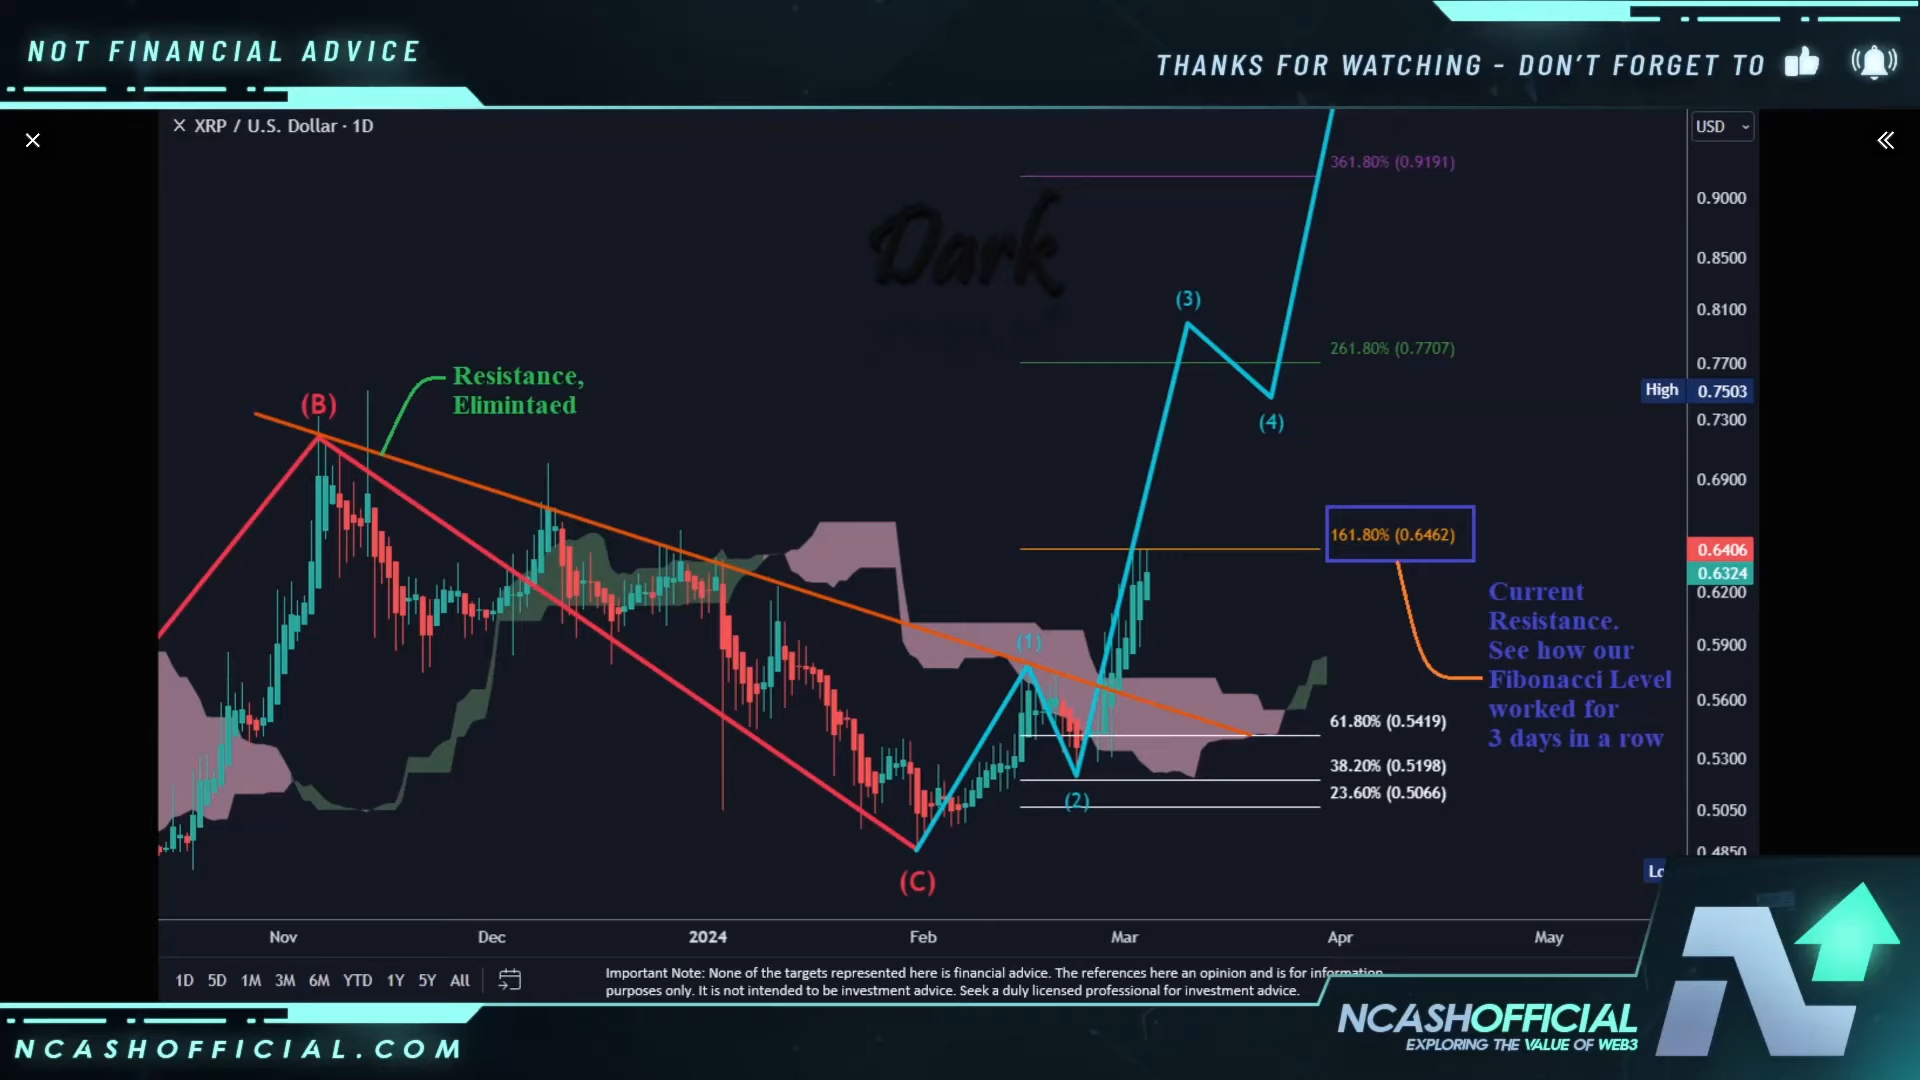 NOT FINANCIAL ADVICE
THANKS FOR WATCHING - DON'T FORGET TO
XRP / U.S. Dollar · 1D
USD
361.80% (0.9191)
0.9000
Dark
0.8500
(3)
0.8100
261.80% (0.7707)
0.7700
Resistance,
Elimintaed
High 0.7503
(B)
(4)
0.7300
0.6900
161.80% (0.6462)
0.6406
0.6324
0.6200
Current
Resistance.
See how our
Fibonacci Level
worked for
3 days in a row
(1)
0.5900
0.5600
61.80% (0.5419)
0.5300
38.20% (0.5198)
23.60% (0.5066)
(2)
0.5050
0.4850
Lo
(C)
Nov Dec 2024 Feb Mar Apr May
1D 5D 1M 3M 6M YTD 1Y 5Y All
Important Note: None of the targets represented here is financial advice. The references here an opinion and is for information
purposes only. It is not intended to be investment advice. Seek a duly licensed professional for investment advice.
NCASHOFFICIAL
EXPLORING THE VALUE OF WEB3
NCASHOFFICIAL.COM